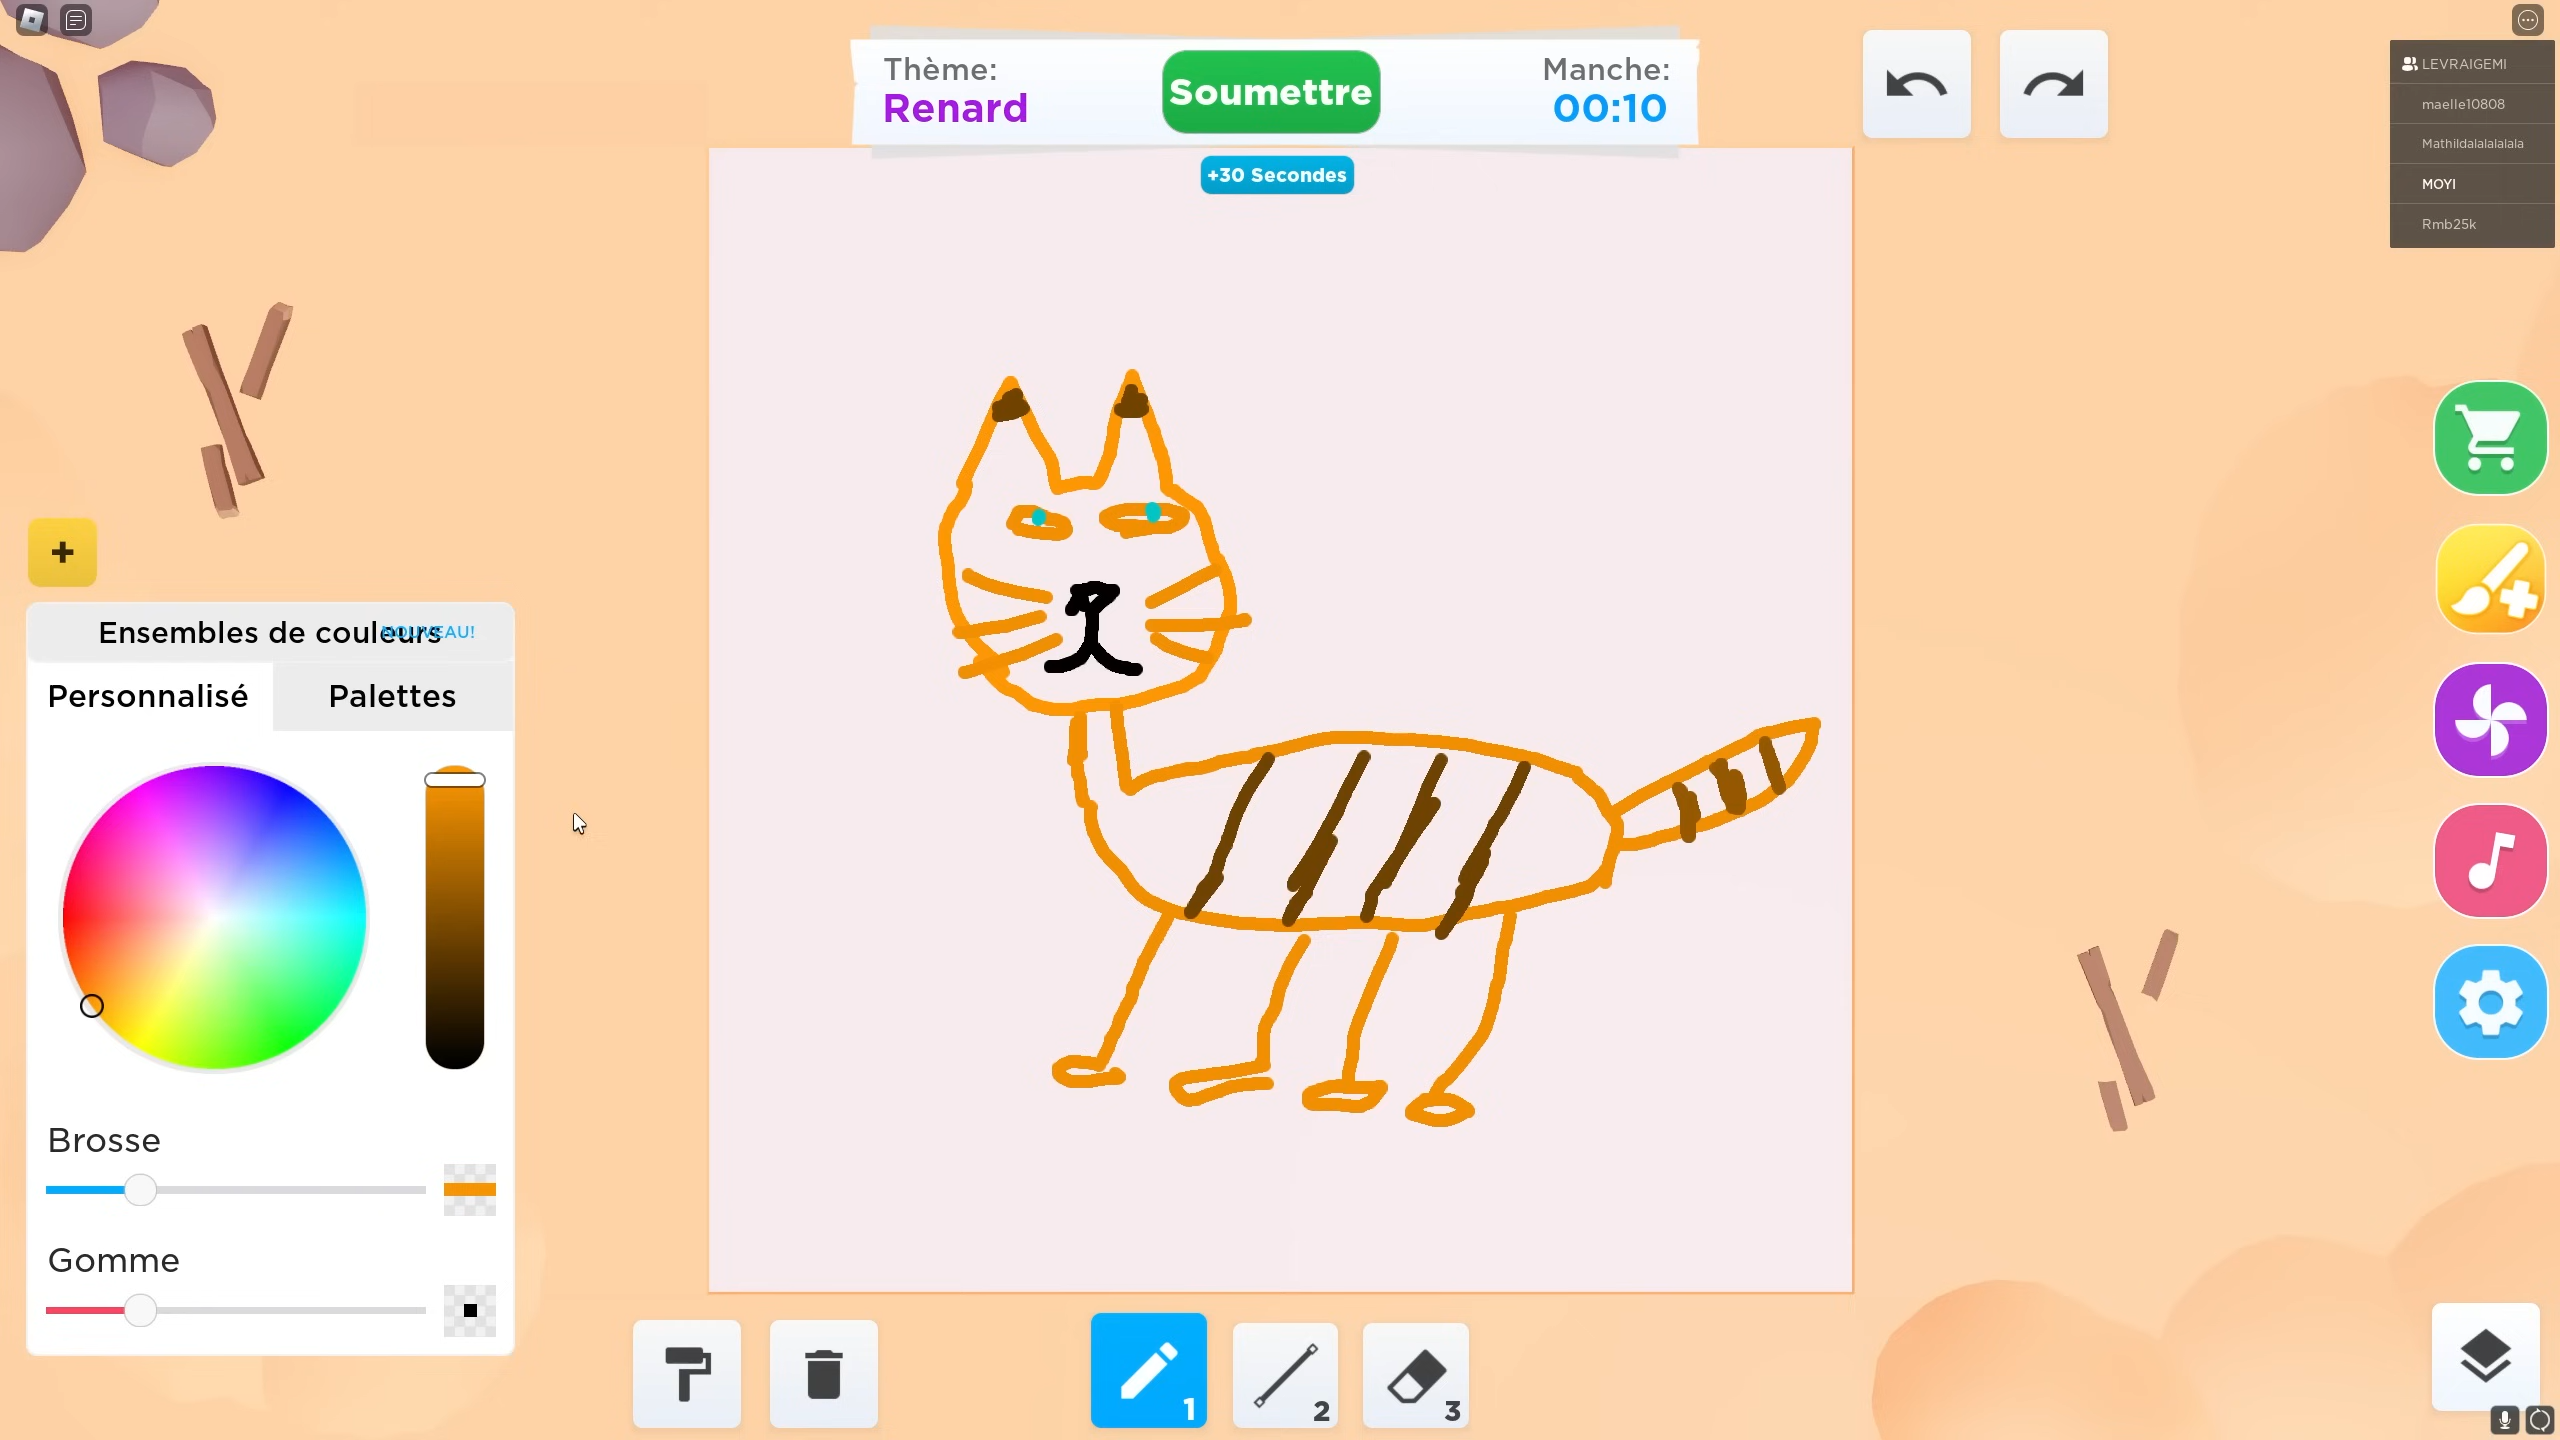 Thème:
Renard
Soumettre
Manche:
00:10
+30 Secondes
LEVRAIGEMI
maelle10808
Mathildalalalalala
MOYI
Rmb25k
+
Ensembles de couleurs
NOUVEAU!
Personnalisé
Palettes
Brosse
Gomme
1
2
3